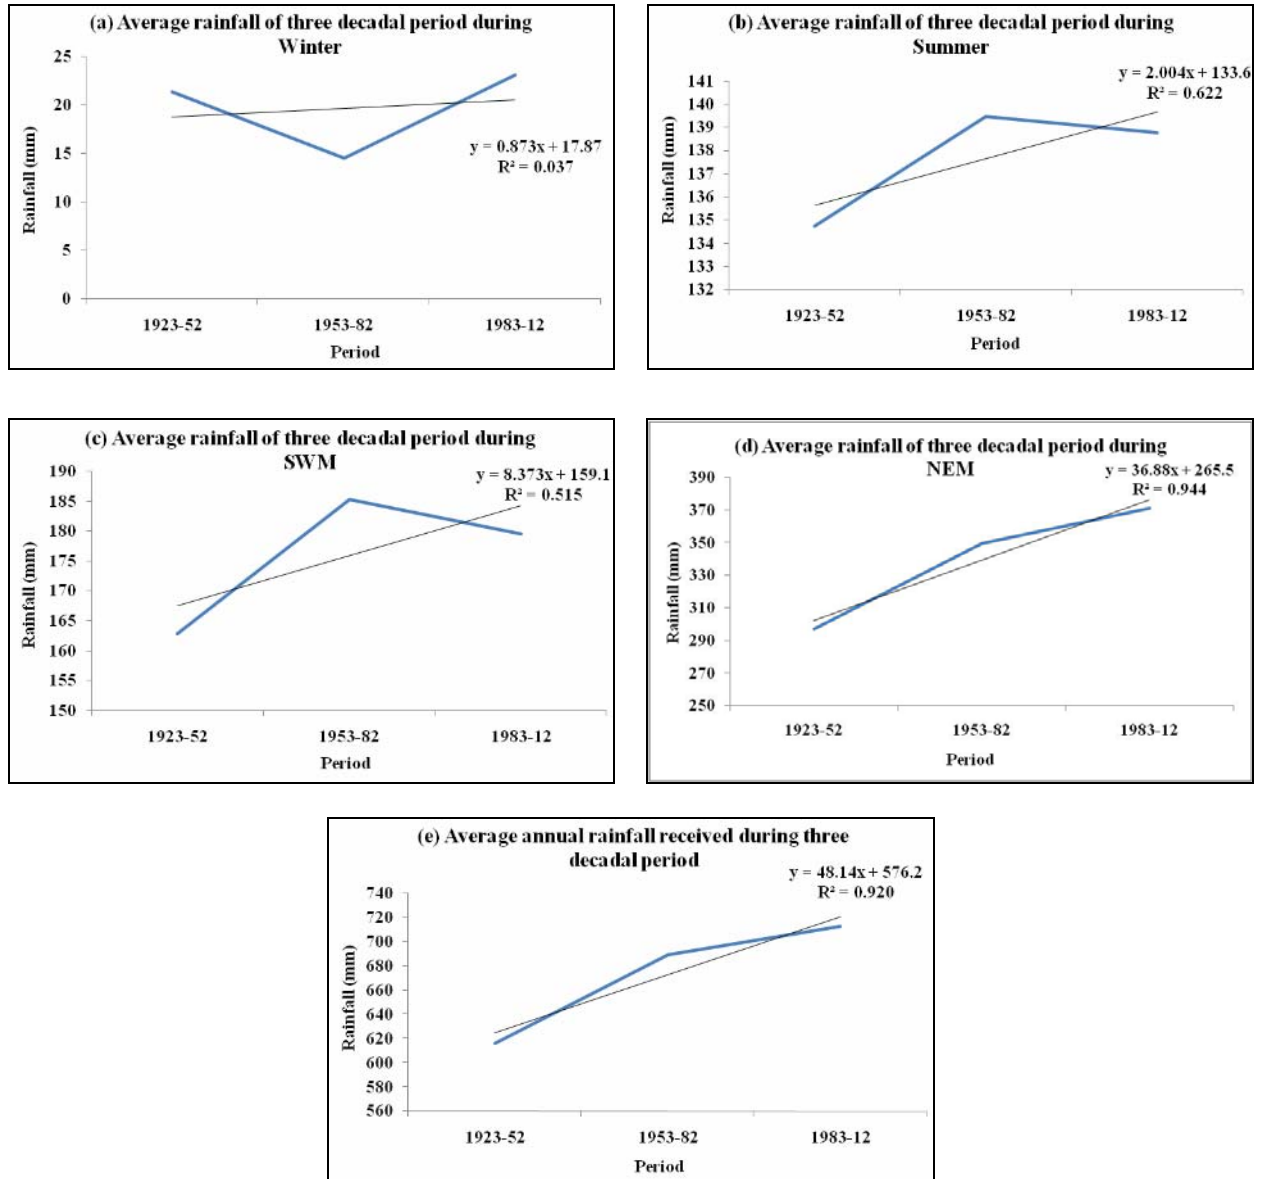 (a) Average rainfall of three decadal period during
Winter
25
20
15
10
5
0
Rainfall (mm)
y = 0.873x + 17.87
R² = 0.037
1923-52 1953-82 1983-12
Period
(b) Average rainfall of three decadal period during
Summer
y = 2.004x + 133.6
R² = 0.622
141
140
139
138
137
136
135
134
133
132
Rainfall (mm)
1923-52 1953-82 1983-12
Period
(c) Average rainfall of three decadal period during
SWM
y = 8.373x + 159.1
R² = 0.515
190
185
180
175
170
165
160
155
150
Rainfall (mm)
1923-52 1953-82 1983-12
Period
(d) Average rainfall of three decadal period during
NEM
y = 36.88x + 265.5
R² = 0.944
390
370
350
330
310
290
270
250
Rainfall (mm)
1923-52 1953-82 1983-12
Period
(e) Average annual rainfall received during three
decadal period
y = 48.14x + 576.2
R² = 0.920
740
720
700
680
660
640
620
600
580
560
Rainfall (mm)
1923-52 1953-82 1983-12
Period